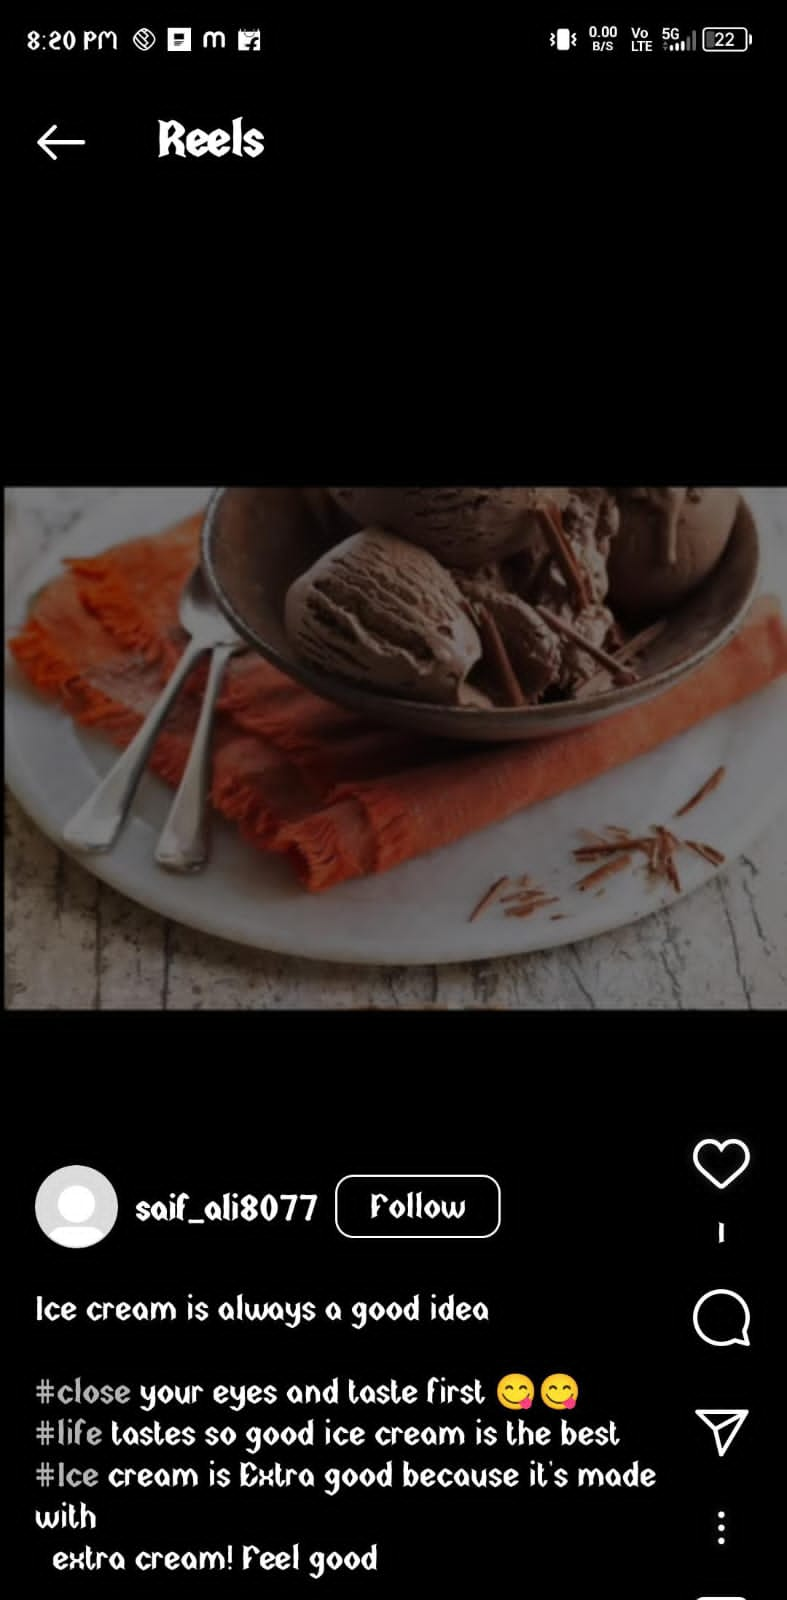 8:20 PM m 0.00 B/S Vo LTE 5G 22
Reels
saif_ali8077 Follow
1
Ice cream is always a good idea
#close your eyes and taste first 😋😋
#life tastes so good ice cream is the best
#Ice cream is Extra good because it's made
with
extra cream! Feel good